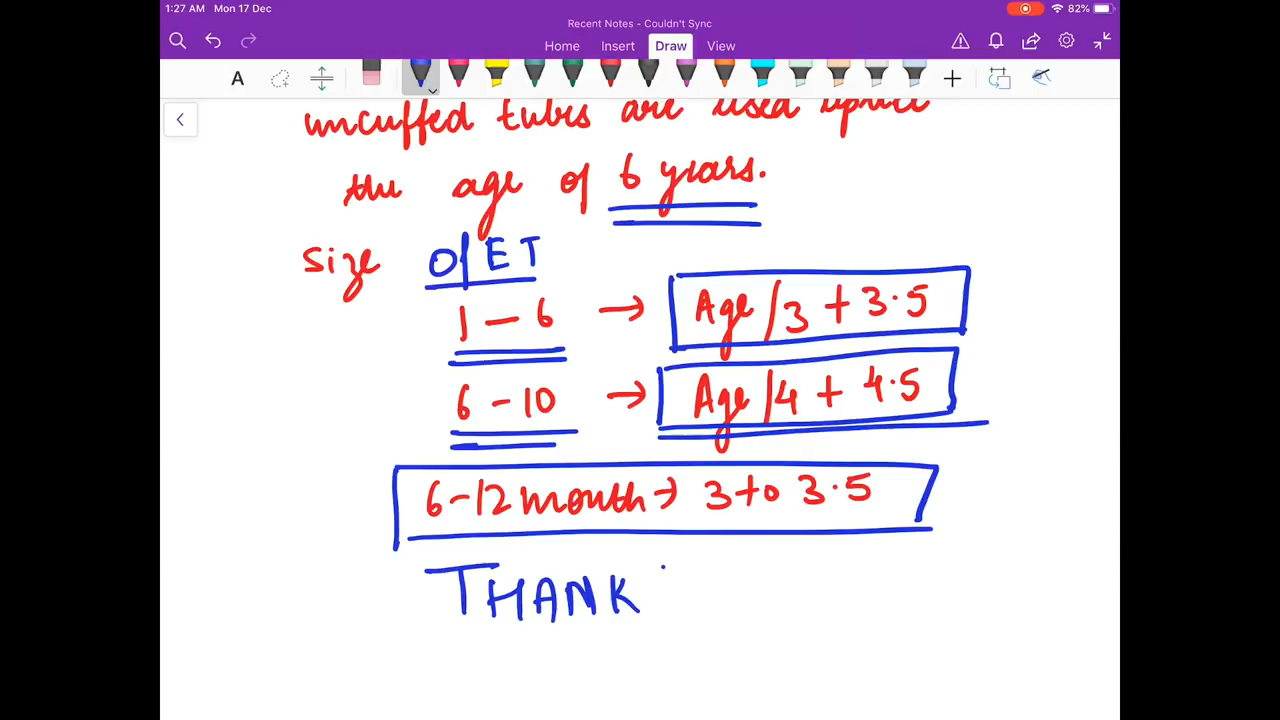 1:27 AM Mon 17 Dec
82%
Recent Notes - Couldn't Sync
Home Insert Draw View
A
uncuffed tubes are used
the age of 6 years.
size Of ET
1 – 6 → Age / 3 + 3.5
6 – 10 → Age / 4 + 4.5
6-12 month → 3 to 3.5
THANK